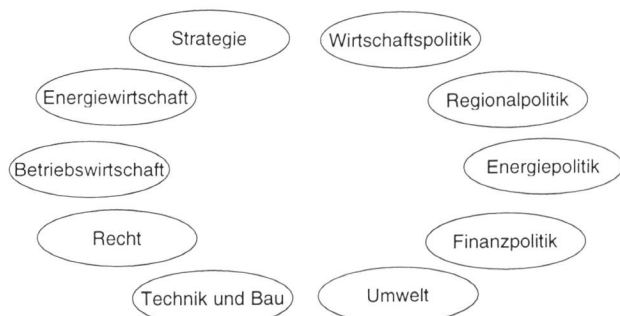 Strategie
Wirtschaftspolitik
Energiewirtschaft
Regionalpolitik
Betriebswirtschaft
Energiepolitik
Recht
Finanzpolitik
Technik und Bau
Umwelt